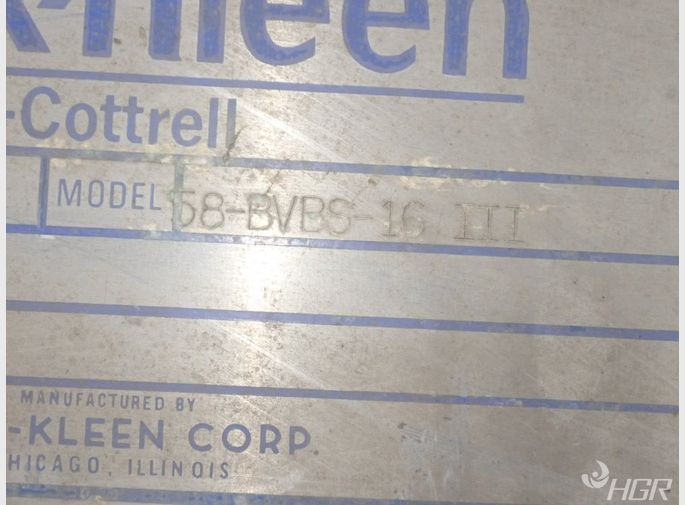 -Cottrell
MODEL 58-BVBS-16 III
MANUFACTURED BY
-KLEEN CORP.
HICAGO, ILLINOIS
HGR